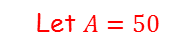 Let A = 50